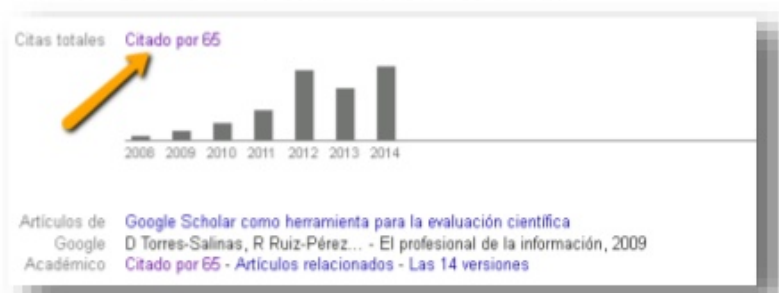 Citas totales Citado por 65
2008 2009 2010 2011 2012 2013 2014
Artículos de Google Scholar como herramienta para la evaluación científica
Google D Torres-Salinas, R Ruiz-Pérez... - El profesional de la información, 2009
Académico Citado por 65 - Artículos relacionados - Las 14 versiones